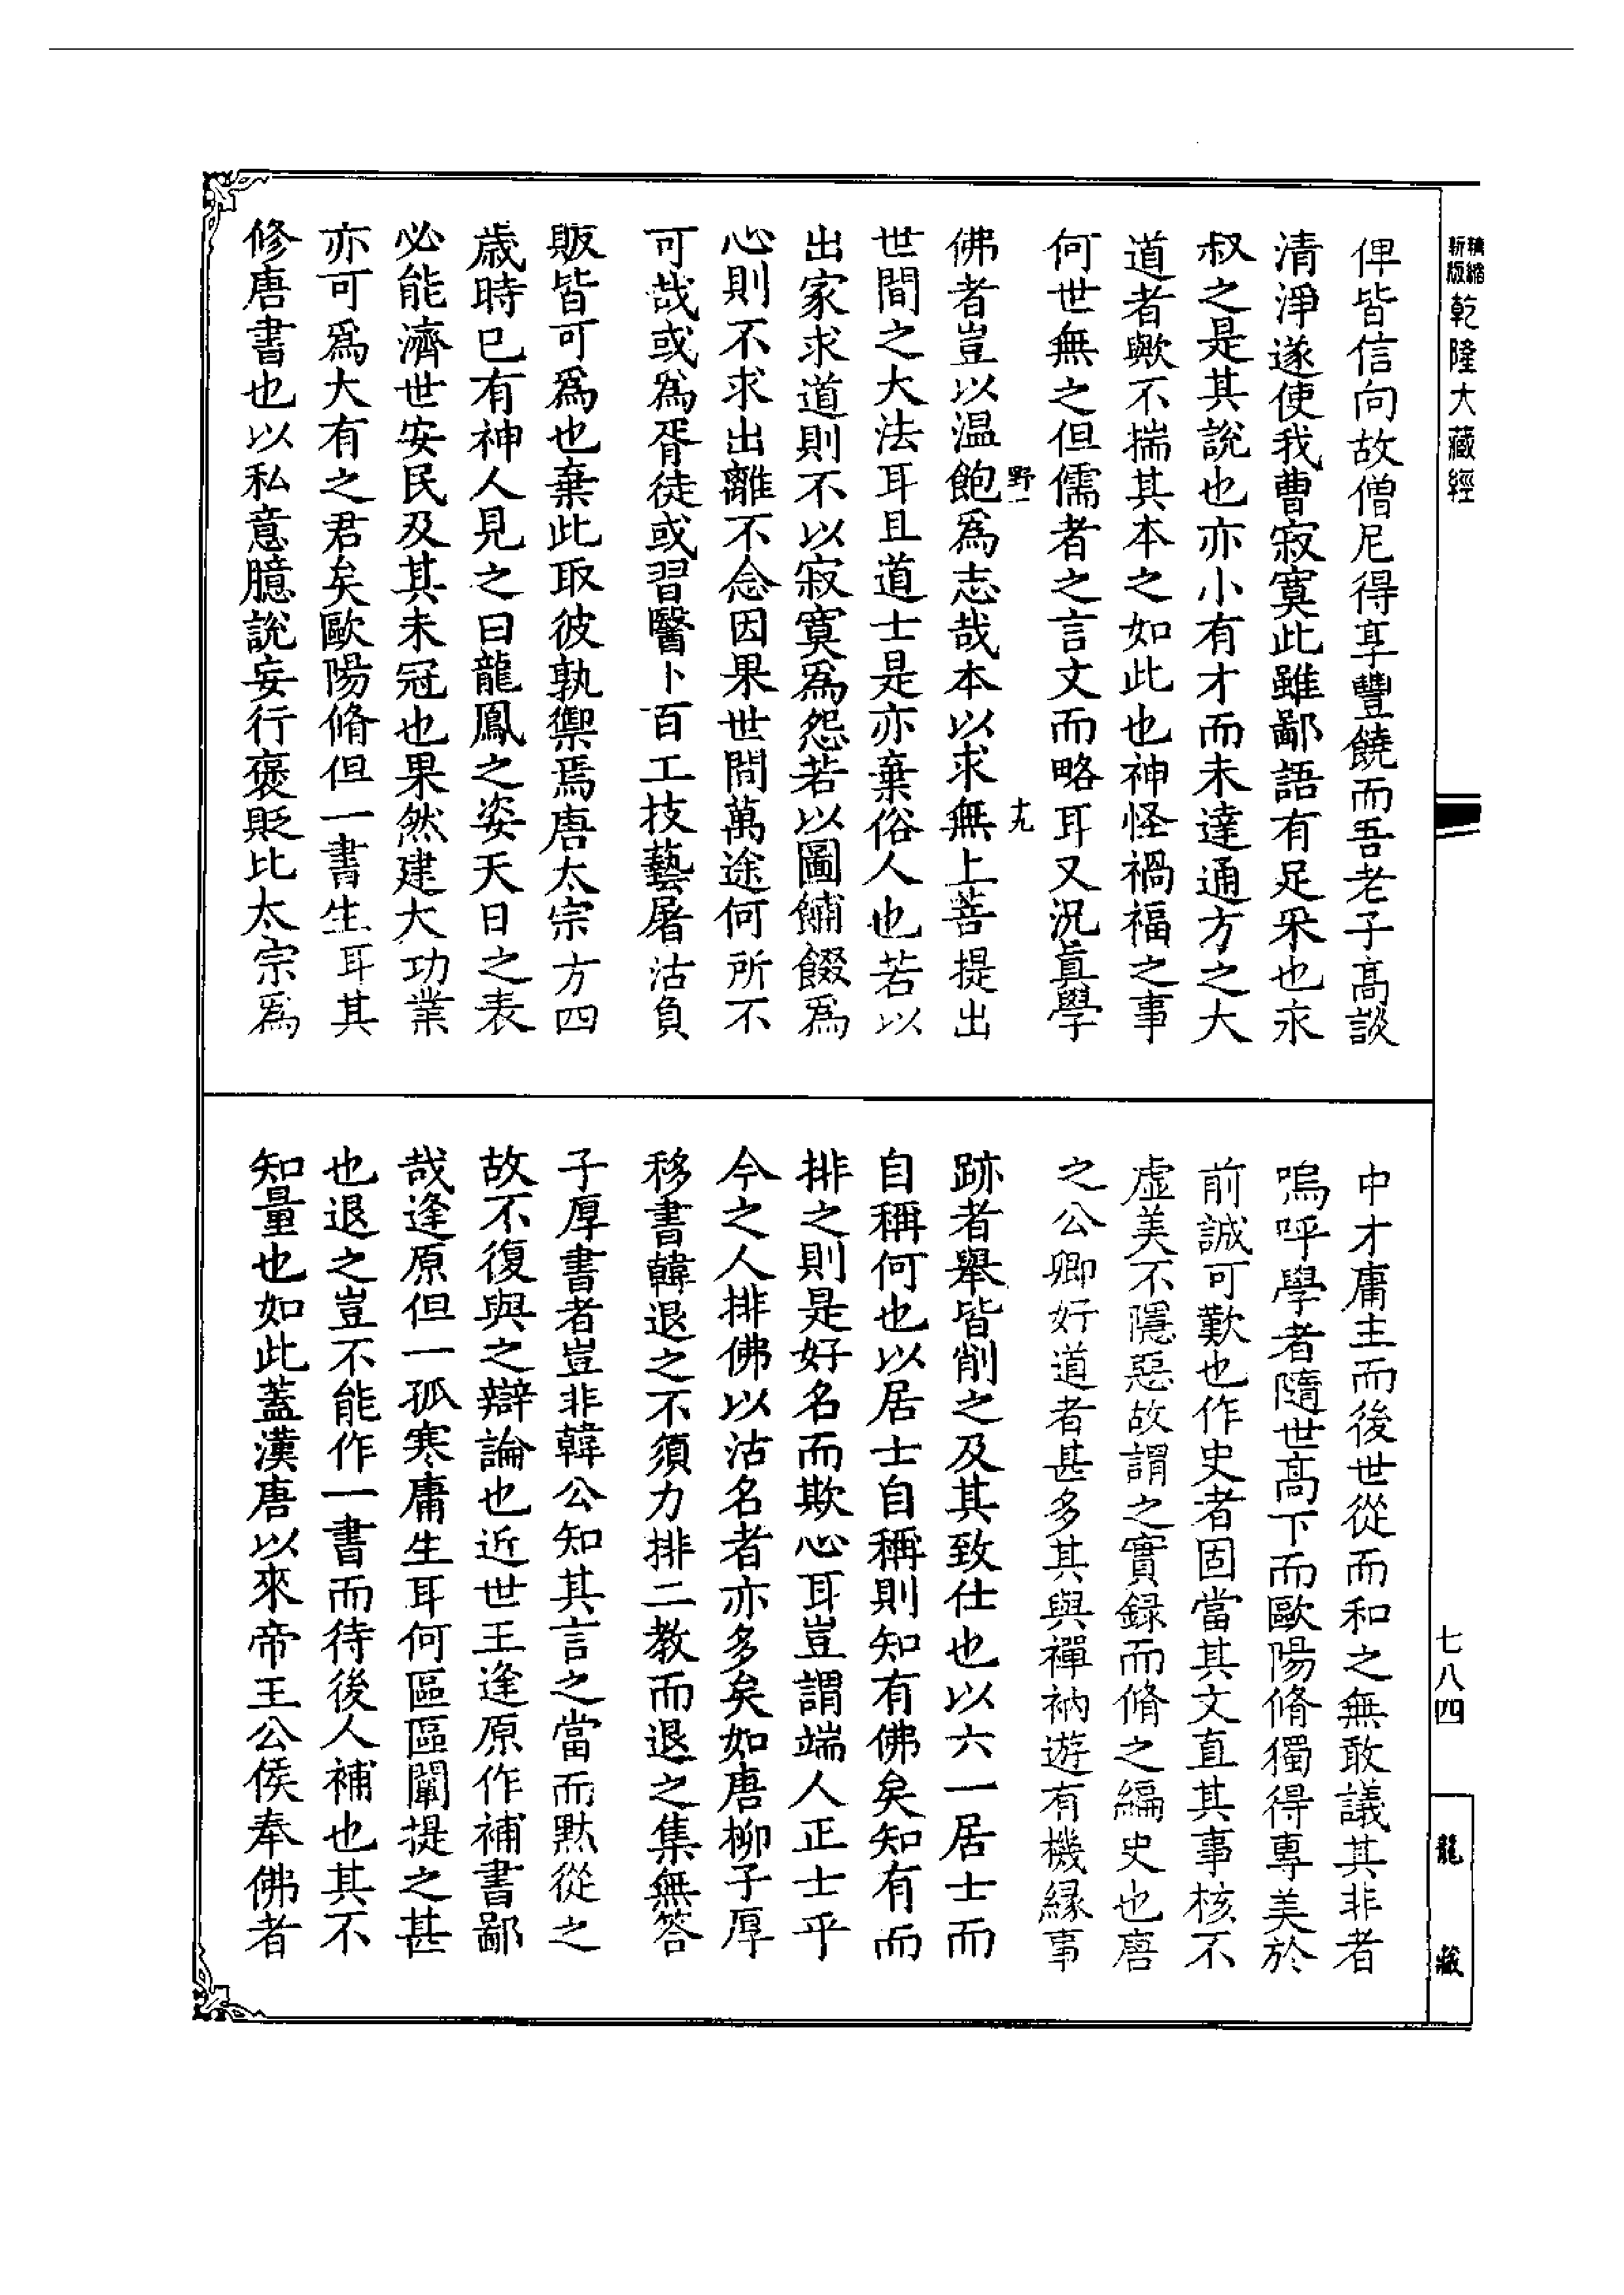 精縮新版乾隆大藏經
俾皆信向故僧尼得享豐饒而吾老子高談
清淨遂使我曹寂寞此雖鄙語有足采也永
叔之是其說也亦小有才而未達通方之大
道者歟不揣其本之如此也神怪禍福之事
何世無之但儒者之言文而略耳又況眞學
野一 十九
佛者豈以温飽爲志哉本以求無上菩提出
世間之大法耳且道士是亦棄俗人也若以
出家求道則不以寂寞爲怨若以圖餔餟爲
心則不求出離不念因果世間萬途何所不
可哉或爲胥徒或習醫卜百工技藝屠沽負
販皆可爲也棄此取彼孰禦焉唐太宗方四
歲時已有神人見之曰龍鳳之姿天日之表
必能濟世安民及其未冠也果然建大功業
亦可爲大有之君矣歐陽脩但一書生耳其
修唐書也以私意臆說妄行褒貶比太宗爲
中才庸主而後世從而和之無敢議其非者
嗚呼學者隨世高下而歐陽脩獨得專美於
前誠可歎也作史者固當其文直其事核不
虛美不隱惡故謂之實録而脩之編史也唐
之公卿好道者甚多其與禪衲遊有機縁事
跡者舉皆削之及其致仕也以六一居士而
自稱何也以居士自稱則知有佛矣知有而
排之則是好名而欺心耳豈謂端人正士乎
今之人排佛以沽名者亦多矣如唐柳子厚
移書韓退之不須力排二教而退之集無答
子厚書者豈非韓公知其言之當而默從之
故不復與之辯論也近世王逢原作補書鄙
哉逢原但一孤寒庸生耳何區區闡提之甚
也退之豈不能作一書而待後人補也其不
知量也如此蓋漢唐以來帝王公侯奉佛者
七八四
龍藏